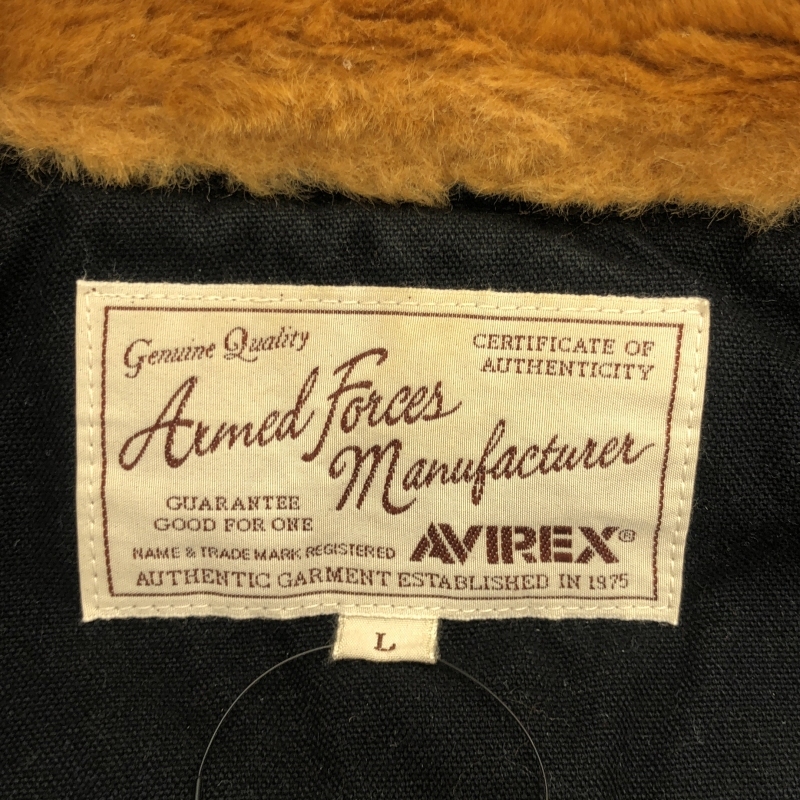 Genuine Quality
CERTIFICATE OF
AUTHENTICITY
Armed Forces
Manufacturer
GUARANTEE
GOOD FOR ONE
NAME & TRADE MARK REGISTERED
AVIREX®
AUTHENTIC GARMENT ESTABLISHED IN 1975
L